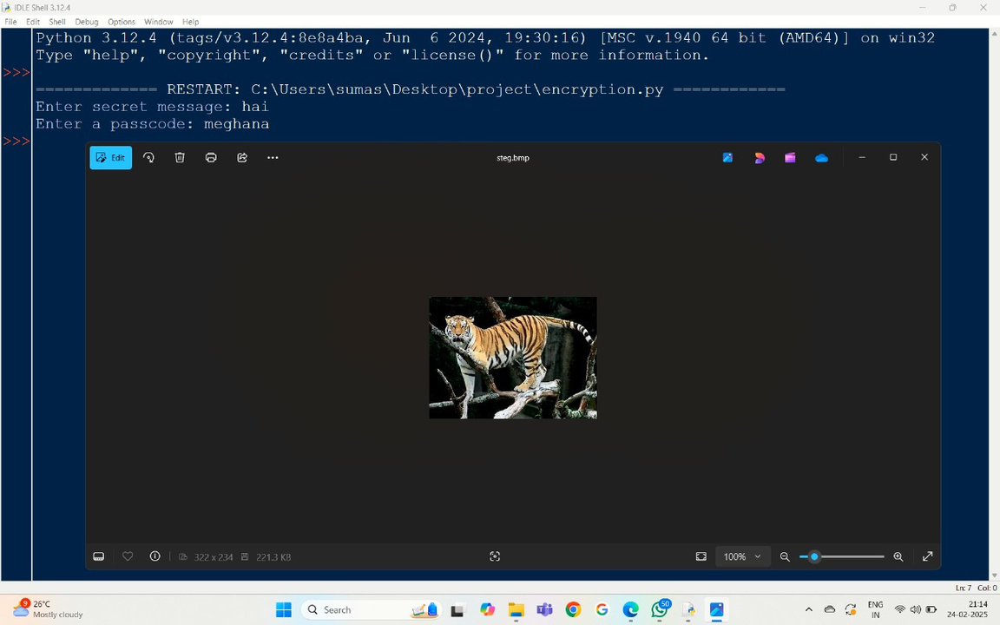 IDLE Shell 3.12.4
File Edit Shell Debug Options Window Help
Python 3.12.4 (tags/v3.12.4:8e8a4ba, Jun  6 2024, 19:30:16) [MSC v.1940 64 bit (AMD64)] on win32
Type "help", "copyright", "credits" or "license()" for more information.
>>>
============= RESTART: C:\Users\sumas\Desktop\project\encryption.py ============
Enter secret message: hai
Enter a passcode: meghana
>>>
Edit steg.bmp
322 x 234 221.3 KB 100%
Ln: 7 Col: 0
9 26°C
Mostly cloudy
Search
50
ENG
IN
21:14
24-02-2025